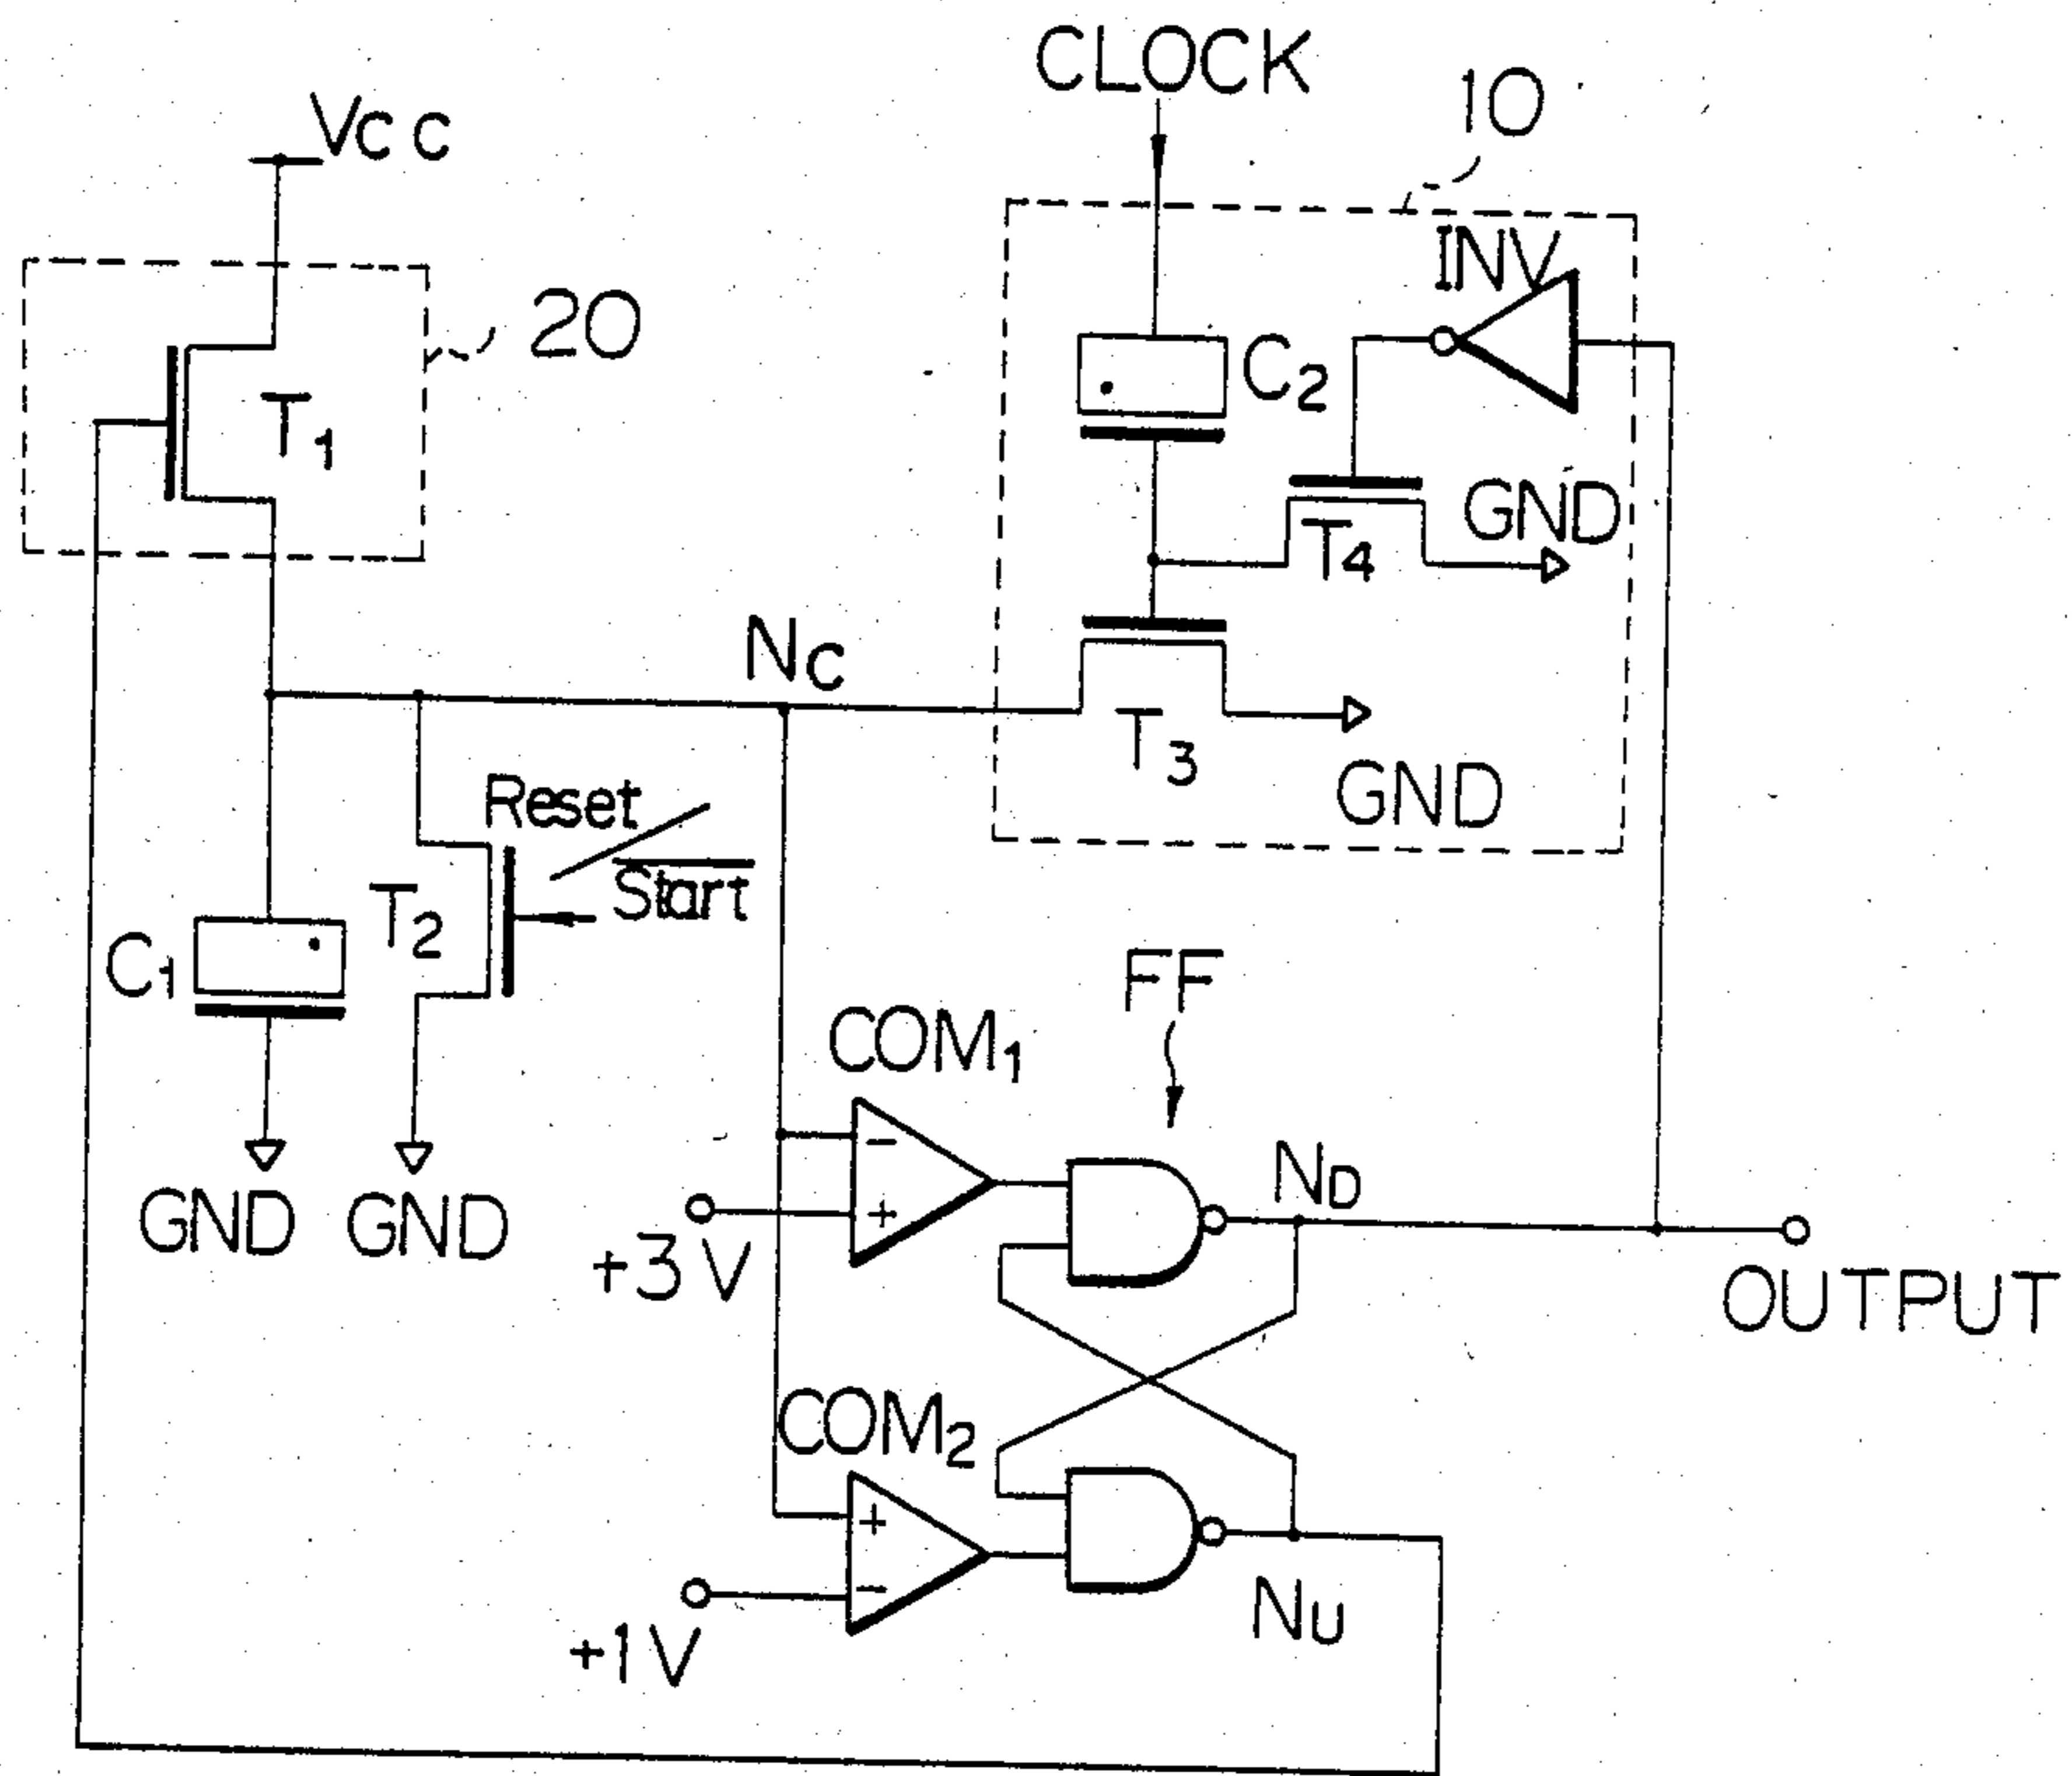 CLOCK
10
Vcc
INV
20
C2
T1
GND
T4
NC
T3
GND
Reset
Start
T2
C1
FF
COM1
ND
GND
GND
+3V
OUTPUT
COM2
NU
+1V